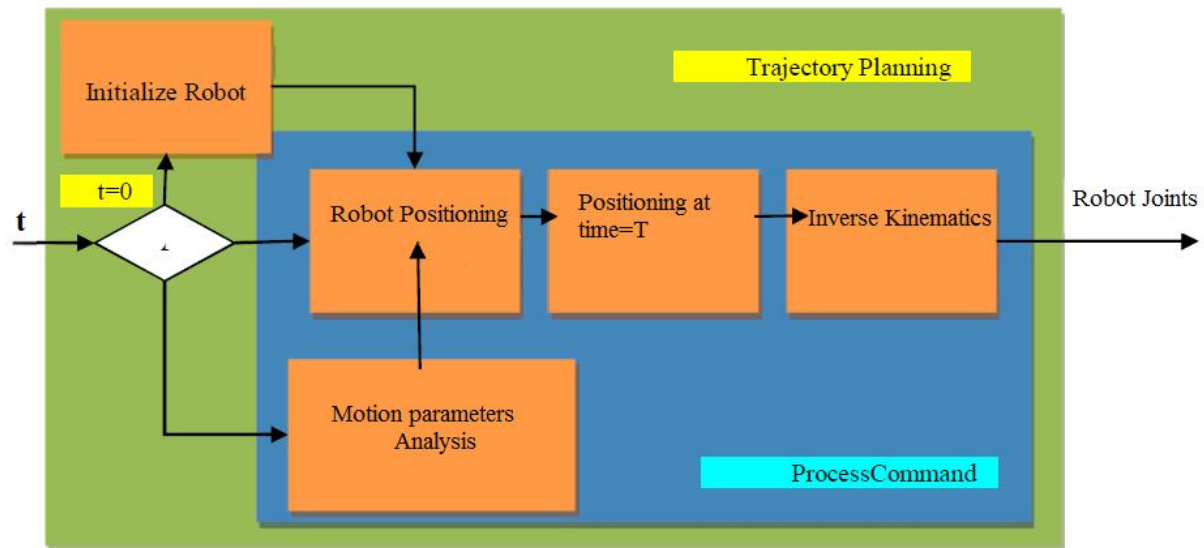 Trajectory Planning
Initialize Robot
t=0
t
Robot Positioning
Positioning at
time=T
Inverse Kinematics
Robot Joints
Motion parameters
Analysis
ProcessCommand